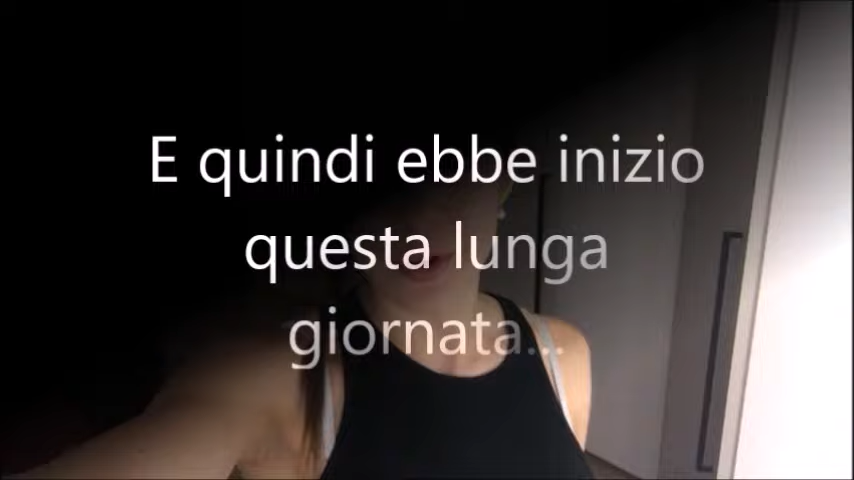 E quindi ebbe inizio
questa lunga
giornata...